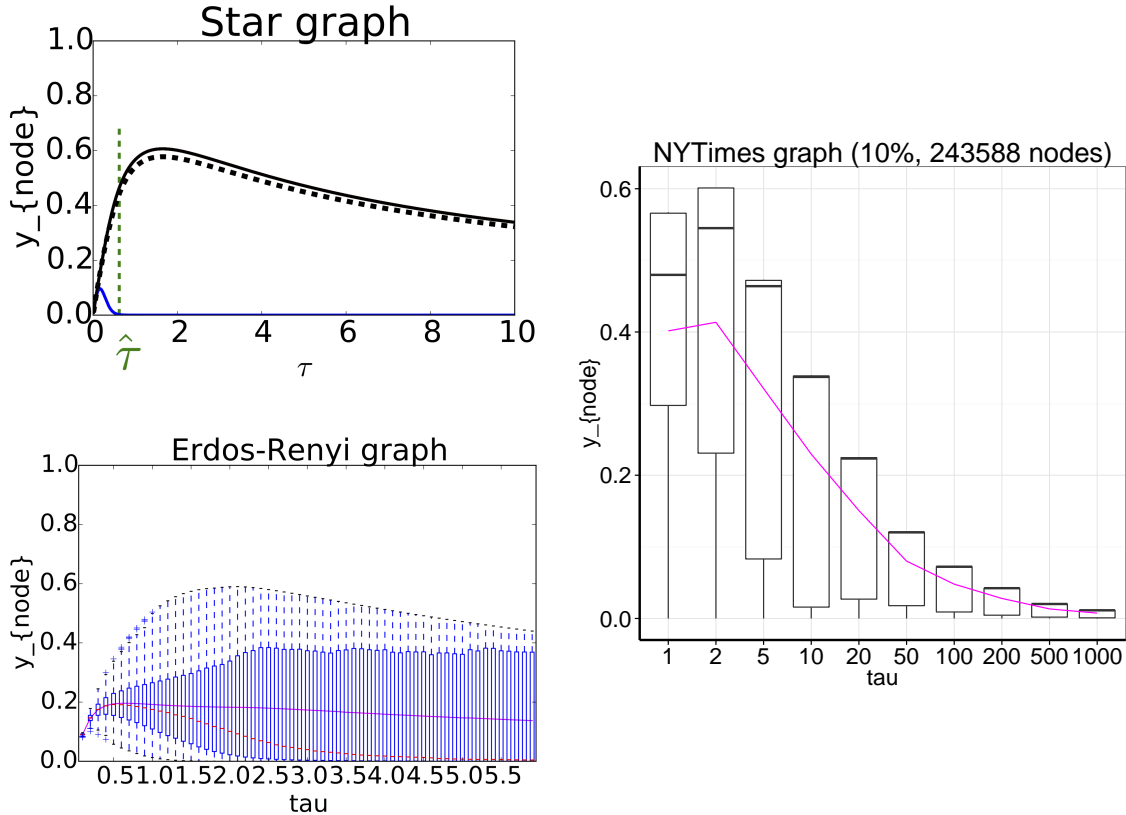 Star graph
y_{node}
1.0
0.8
0.6
0.4
0.2
0.0
0 2 4 6 8 10
τ̂
τ
Erdos-Renyi graph
y_{node}
1.0
0.8
0.6
0.4
0.2
0.0
0.51.01.52.02.53.03.54.04.55.05.5
tau
NYTimes graph (10%, 243588 nodes)
y_{node}
0.6
0.4
0.2
0.0
1 2 5 10 20 50 100 200 500 1000
tau